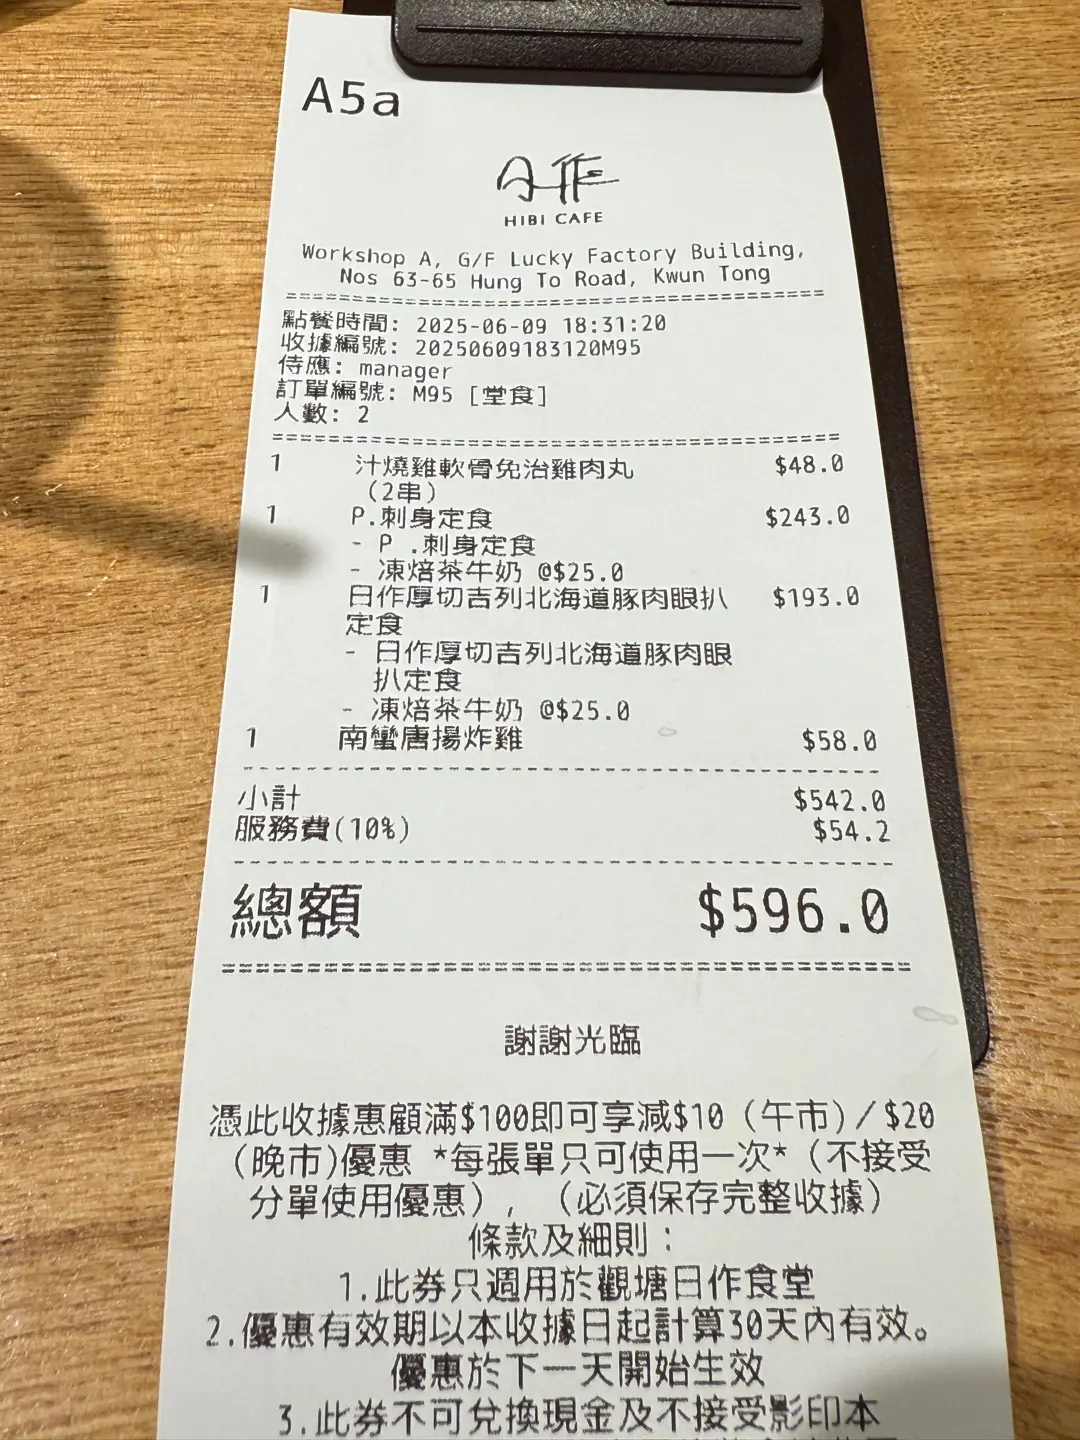 A5a
日作
HIBI CAFE
Workshop A, G/F Lucky Factory Building,
Nos 63-65 Hung To Road, Kwun Tong
點餐時間: 2025-06-09 18:31:20
收據編號: 20250609183120M95
侍應: manager
訂單編號: M95 [堂食]
人數: 2
1 汁燒雞軟骨免治雞肉丸 $48.0
(2串)
1 P.刺身定食 $243.0
- P .刺身定食
- 凍焙茶牛奶 @$25.0
1 日作厚切吉列北海道豚肉眼扒 $193.0
定食
- 日作厚切吉列北海道豚肉眼
扒定食
- 凍焙茶牛奶 @$25.0
1 南蠻唐揚炸雞 $58.0
小計 $542.0
服務費(10%) $54.2
總額 $596.0
謝謝光臨
憑此收據惠顧滿$100即可享減$10 (午市)/$20
(晚市)優惠 *每張單只可使用一次* (不接受
分單使用優惠), (必須保存完整收據)
條款及細則:
1.此券只週用於觀塘日作食堂
2.優惠有效期以本收據日起計算30天內有效。
優惠於下一天開始生效
3.此券不可兌換現金及不接受影印本